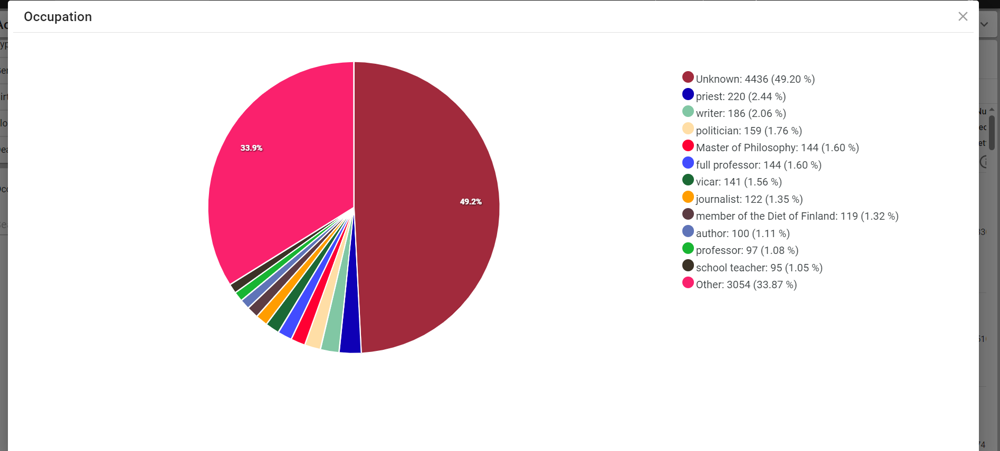 Occupation
33.9%
49.2%
Unknown: 4436 (49.20 %)
priest: 220 (2.44 %)
writer: 186 (2.06 %)
politician: 159 (1.76 %)
Master of Philosophy: 144 (1.60 %)
full professor: 144 (1.60 %)
vicar: 141 (1.56 %)
journalist: 122 (1.35 %)
member of the Diet of Finland: 119 (1.32 %)
author: 100 (1.11 %)
professor: 97 (1.08 %)
school teacher: 95 (1.05 %)
Other: 3054 (33.87 %)